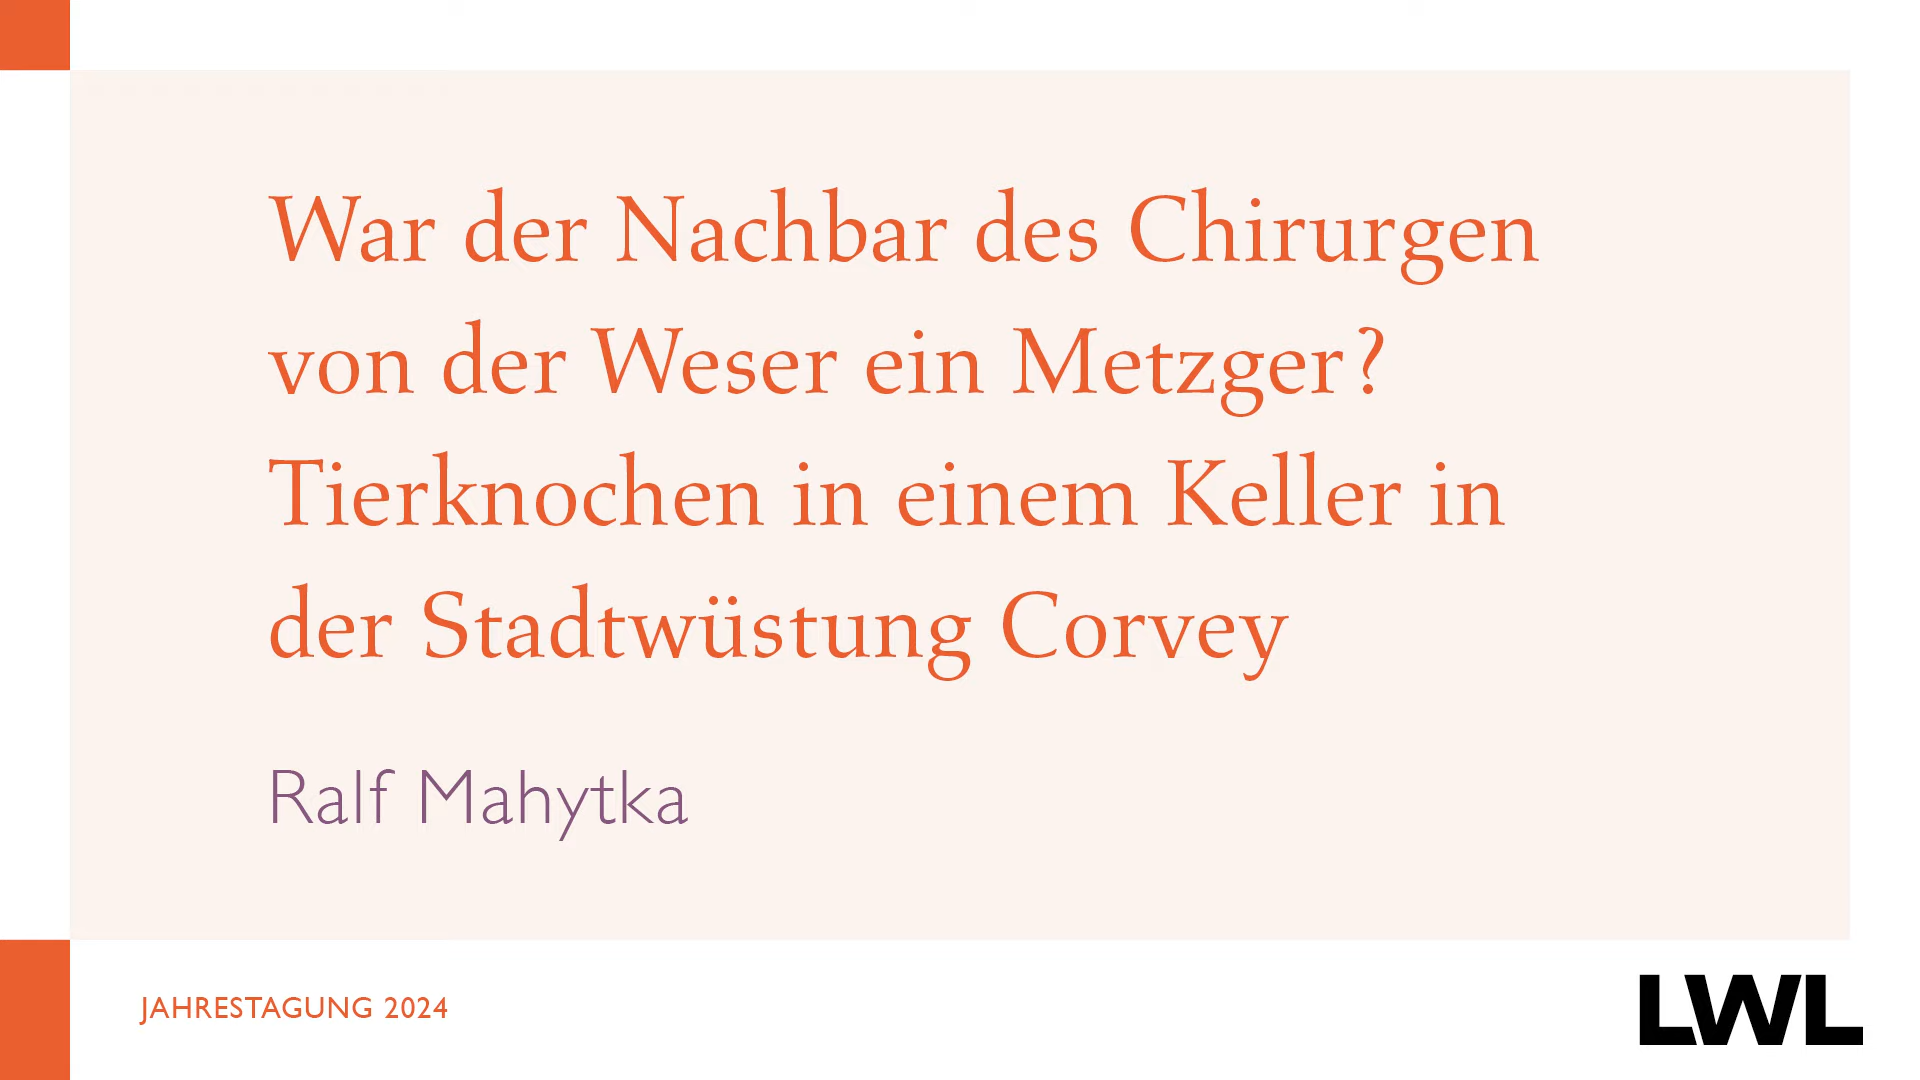 War der Nachbar des Chirurgen
von der Weser ein Metzger?
Tierknochen in einem Keller in
der Stadtwüstung Corvey
Ralf Mahytka
JAHRESTAGUNG 2024
LWL